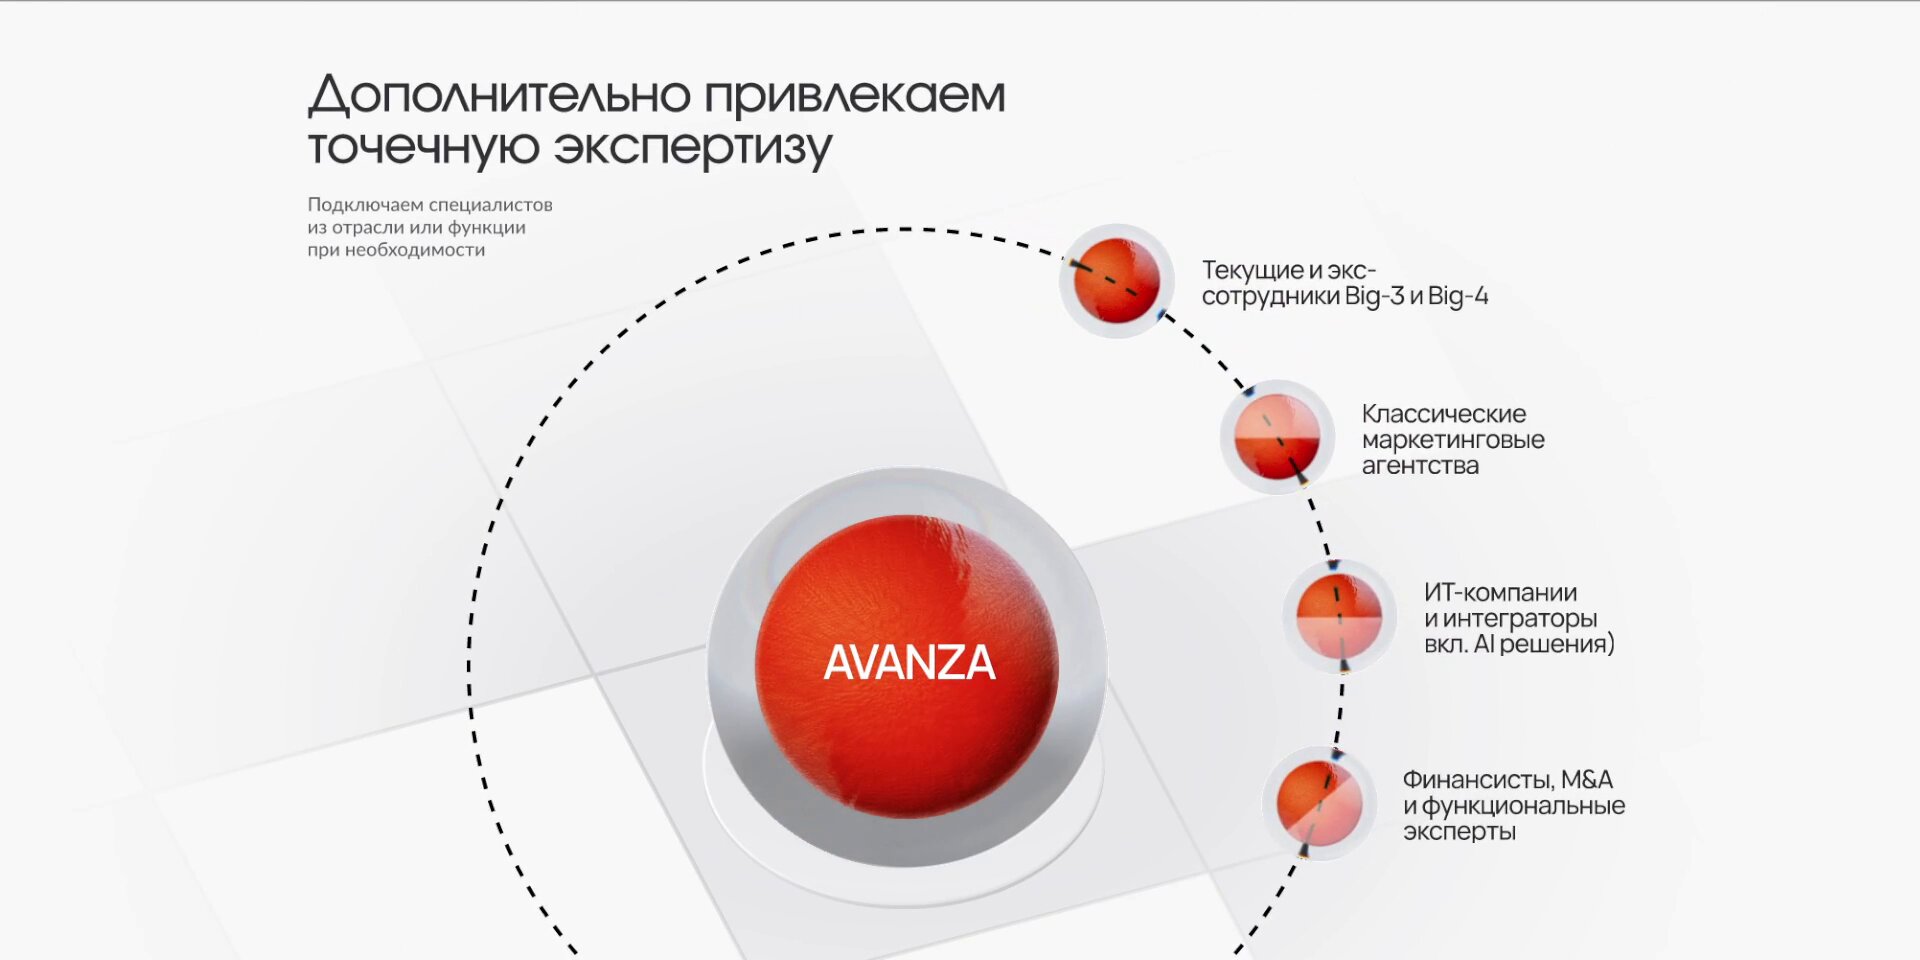 Дополнительно привлекаем
точечную экспертизу
Подключаем специалистов
из отрасли или функции
при необходимости
Текущие и экс-
сотрудники Big-3 и Big-4
Классические
маркетинговые
агентства
ИТ-компании
и интеграторы
вкл. AI решения)
AVANZA
Финансисты, M&A
и функциональные
эксперты